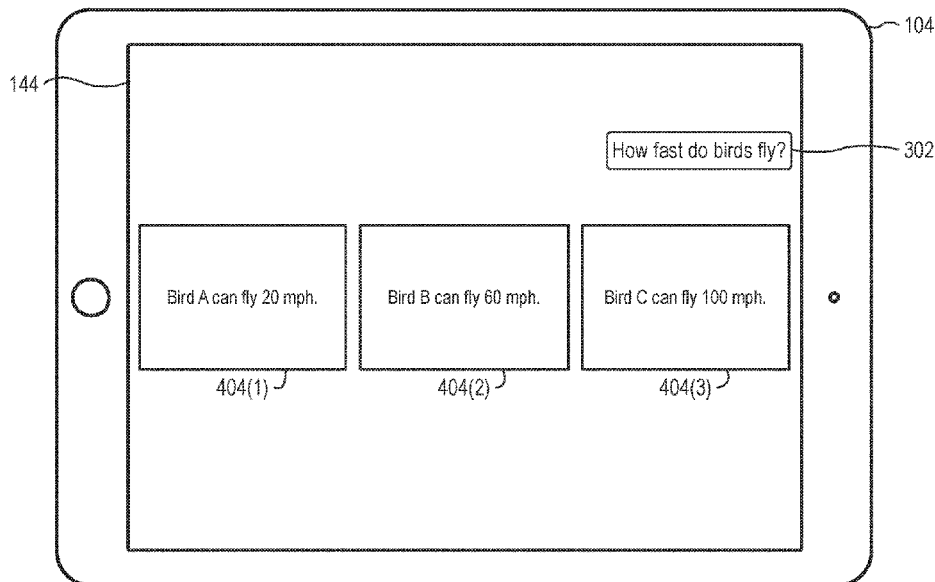 104
144
How fast do birds fly?
302
Bird A can fly 20 mph.
Bird B can fly 60 mph.
Bird C can fly 100 mph.
404(1)
404(2)
404(3)